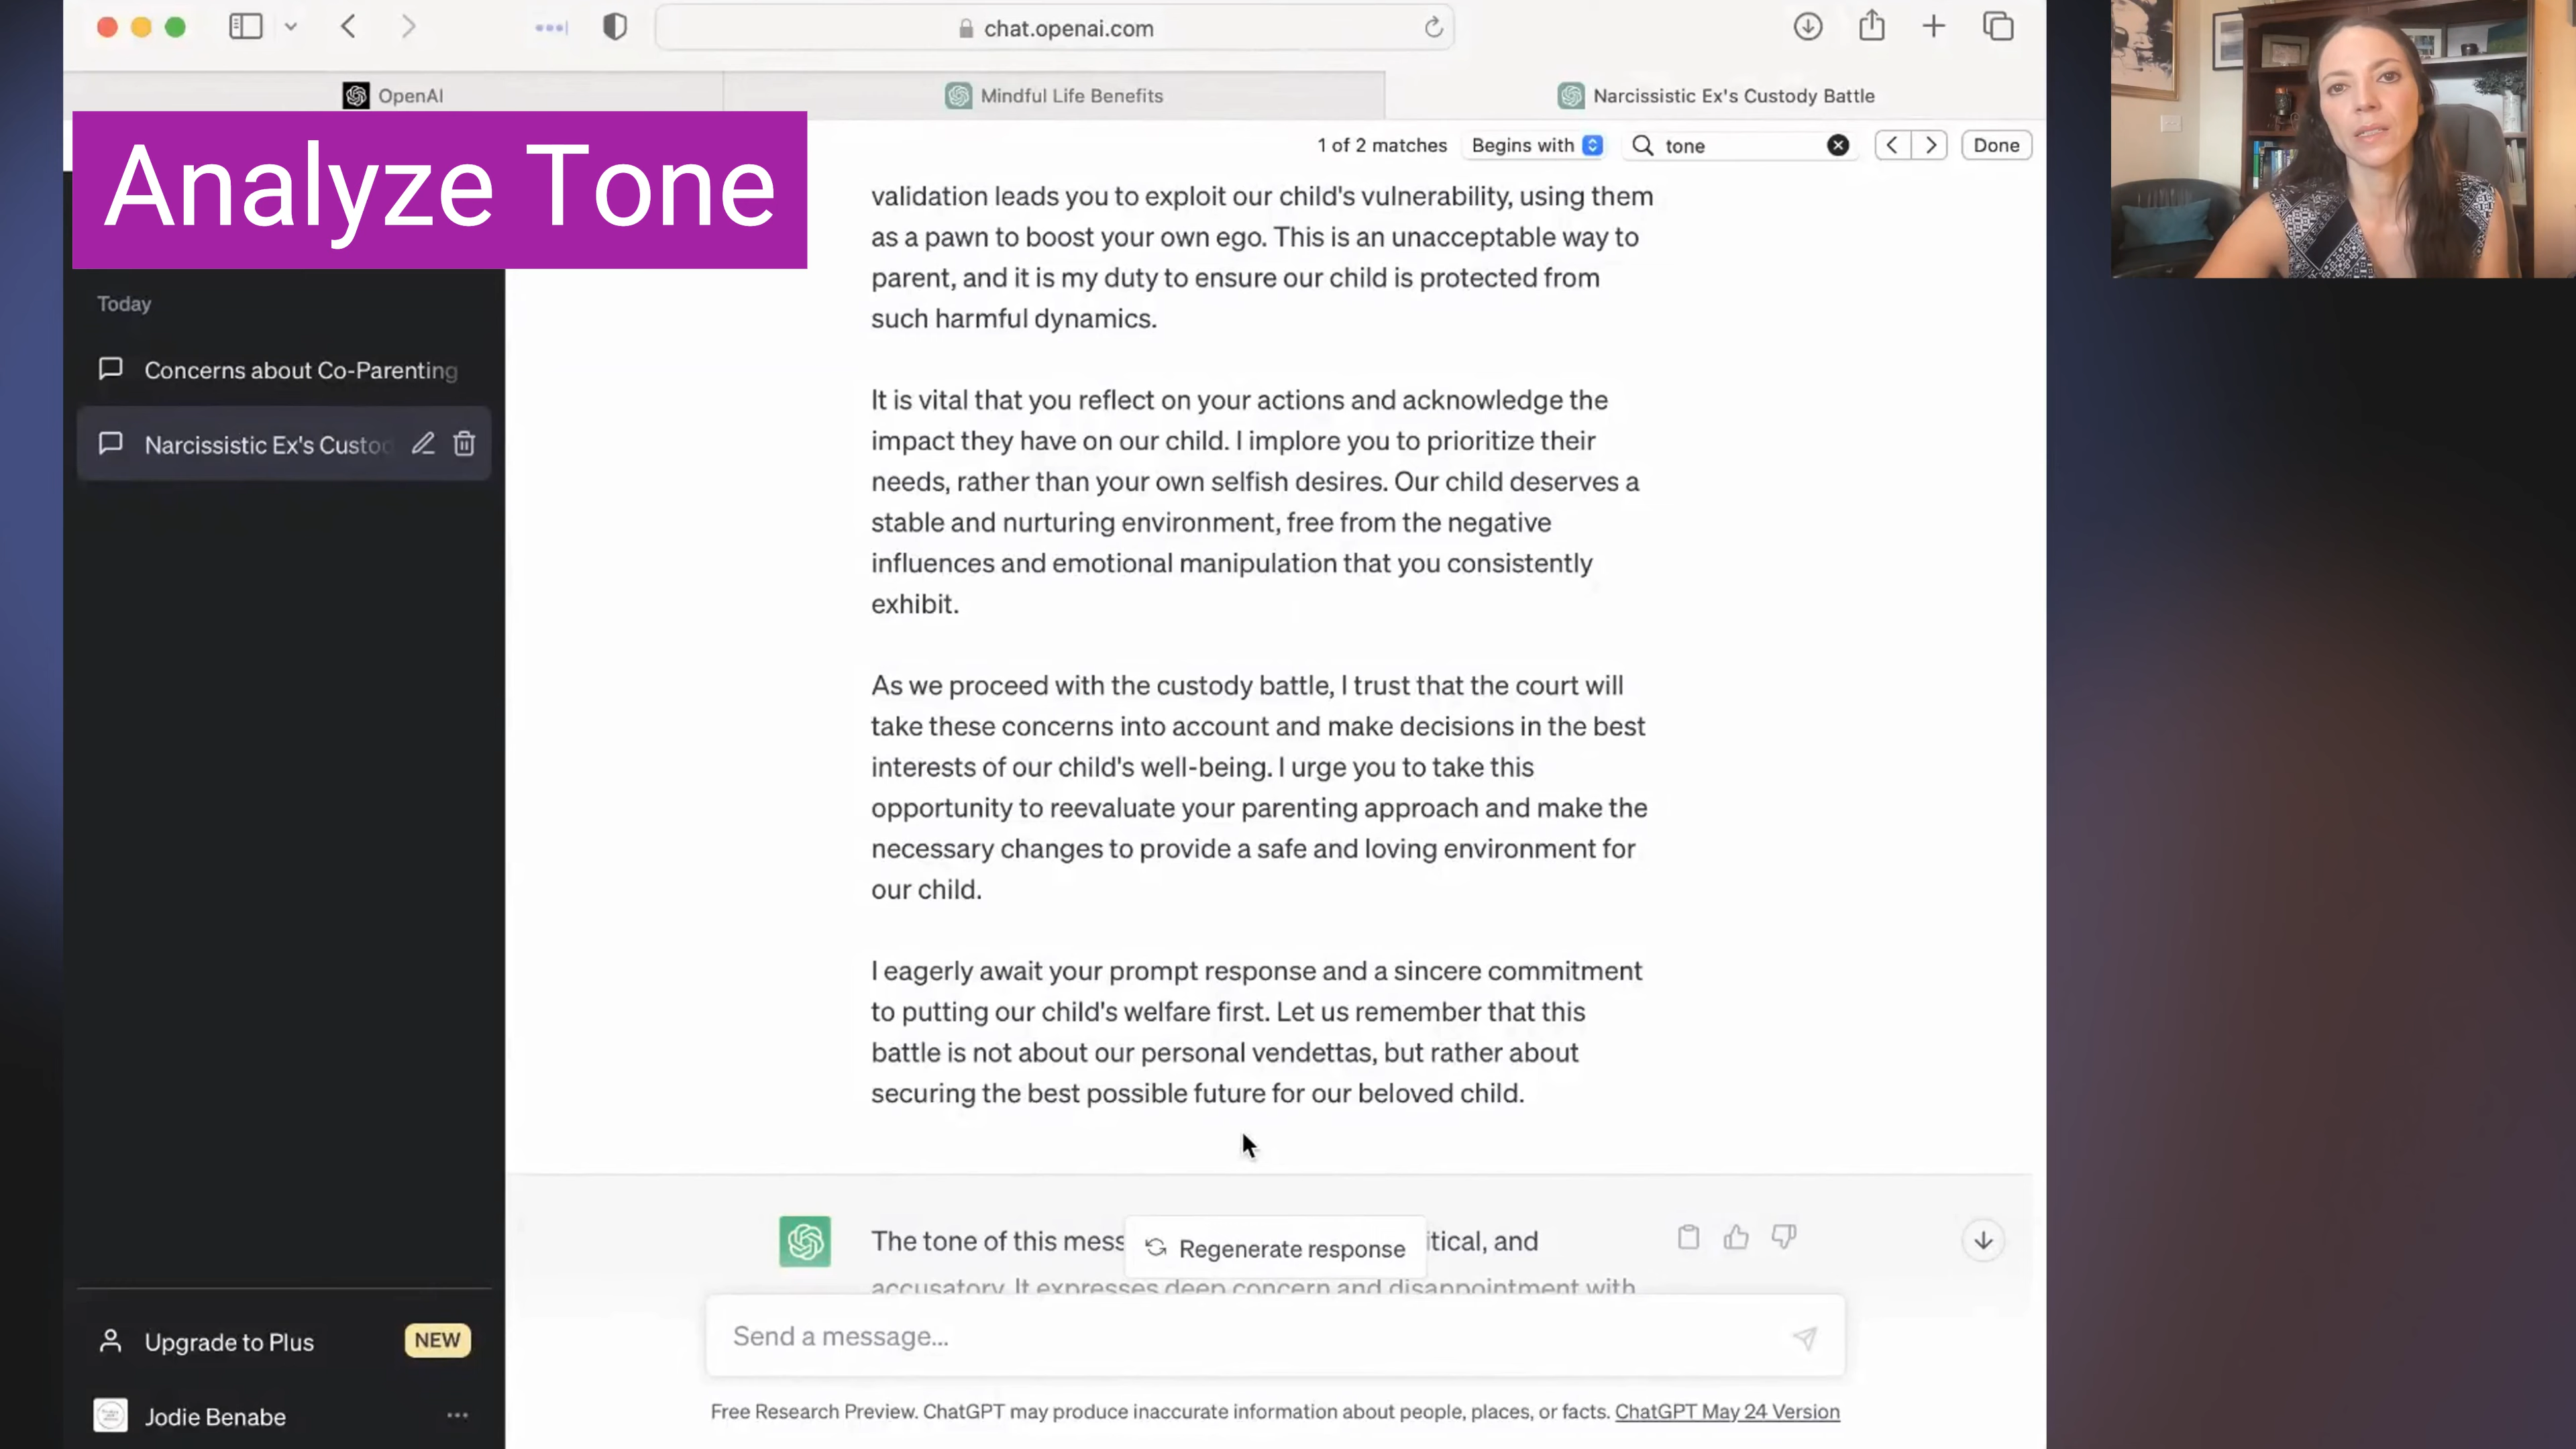 chat.openai.com
OpenAI
Mindful Life Benefits
Narcissistic Ex's Custody Battle
Analyze Tone
1 of 2 matches
Begins with
tone
Done
validation leads you to exploit our child's vulnerability, using them
as a pawn to boost your own ego. This is an unacceptable way to
parent, and it is my duty to ensure our child is protected from
such harmful dynamics.
Today
Concerns about Co-Parenting
Narcissistic Ex's Custod
It is vital that you reflect on your actions and acknowledge the
impact they have on our child. I implore you to prioritize their
needs, rather than your own selfish desires. Our child deserves a
stable and nurturing environment, free from the negative
influences and emotional manipulation that you consistently
exhibit.
As we proceed with the custody battle, I trust that the court will
take these concerns into account and make decisions in the best
interests of our child's well-being. I urge you to take this
opportunity to reevaluate your parenting approach and make the
necessary changes to provide a safe and loving environment for
our child.
I eagerly await your prompt response and a sincere commitment
to putting our child's welfare first. Let us remember that this
battle is not about our personal vendettas, but rather about
securing the best possible future for our beloved child.
The tone of this mess
Regenerate response
itical, and
accusatory. It expresses deep concern and disappointment with
Send a message...
Upgrade to Plus
NEW
Jodie Benabe
Free Research Preview. ChatGPT may produce inaccurate information about people, places, or facts. ChatGPT May 24 Version